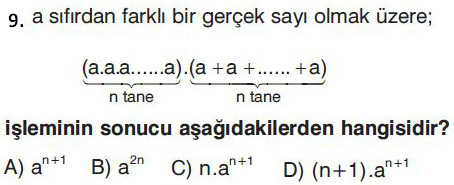 9. a sıfırdan farklı bir gerçek sayı olmak üzere;
(a.a.a......a).(a +a +...... +a)
n tane n tane
işleminin sonucu aşağıdakilerden hangisidir?
A) aⁿ⁺¹ B) a²ⁿ C) n.aⁿ⁺¹ D) (n+1).aⁿ⁺¹